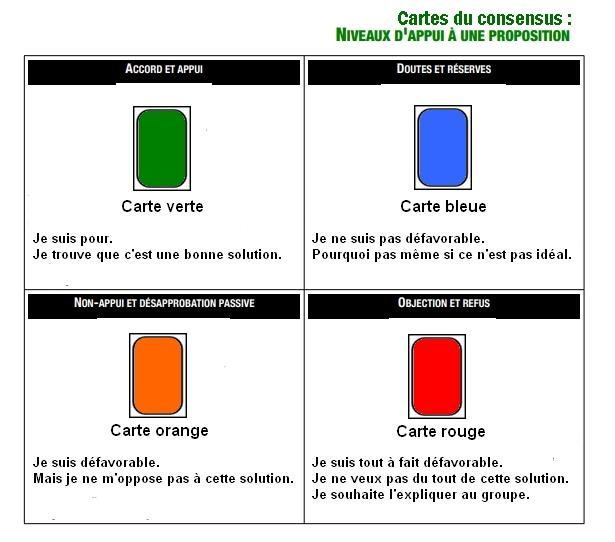 Cartes du consensus :
NIVEAUX D'APPUI À UNE PROPOSITION
ACCORD ET APPUI
Carte verte
Je suis pour.
Je trouve que c'est une bonne solution.
DOUTES ET RÉSERVES
Carte bleue
Je ne suis pas défavorable.
Pourquoi pas même si ce n'est pas idéal.
NON-APPUI ET DÉSAPPROBATION PASSIVE
Carte orange
Je suis défavorable.
Mais je ne m'oppose pas à cette solution.
OBJECTION ET REFUS
Carte rouge
Je suis tout à fait défavorable.
Je ne veux pas du tout de cette solution.
Je souhaite l'expliquer au groupe.